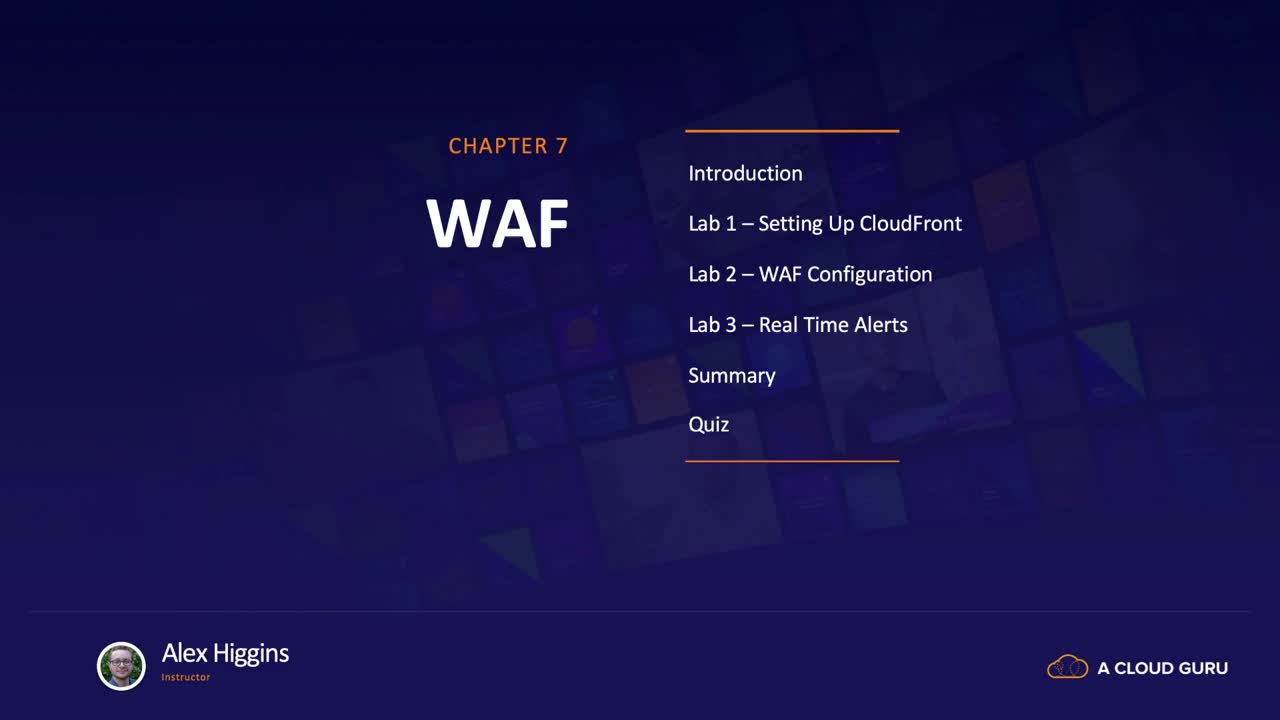 CHAPTER 7
WAF
Introduction
Lab 1 – Setting Up CloudFront
Lab 2 – WAF Configuration
Lab 3 – Real Time Alerts
Summary
Quiz
Alex Higgins
Instructor
A CLOUD GURU